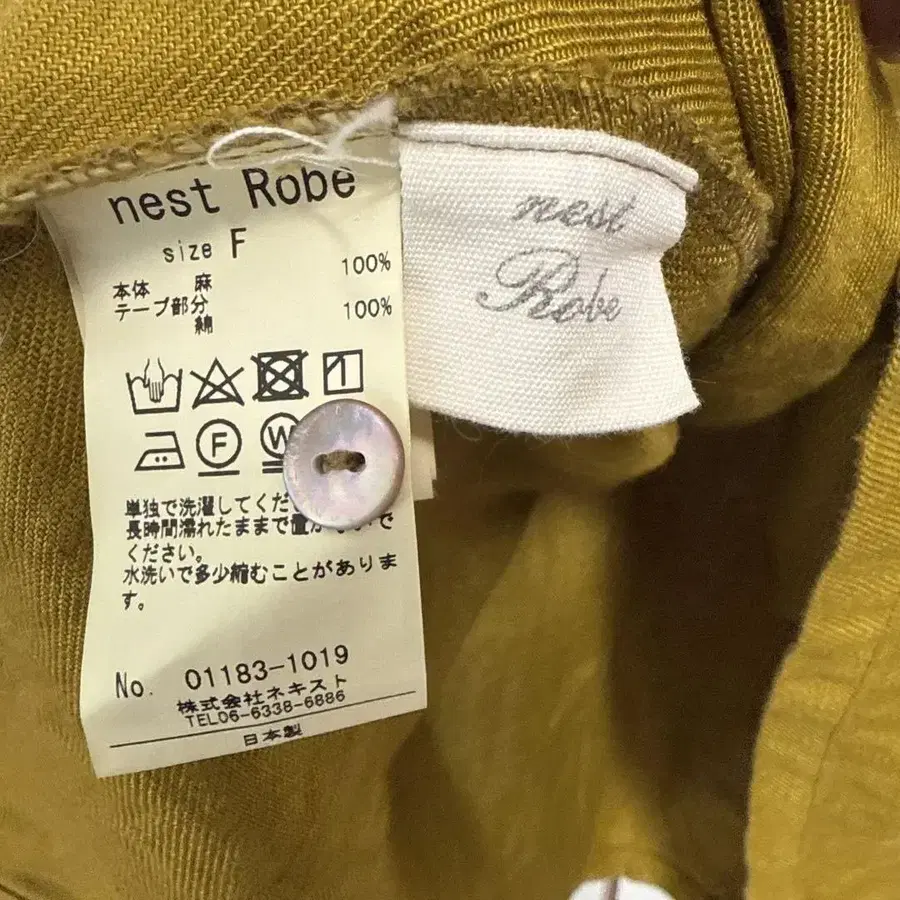 nest Robe
size F
本体 麻 100%
テープ部分
綿 100%
F W
単独で洗濯してくだ
長時間濡れたままで置か で
ください。
水洗いで多少縮むことがありま
す。
No. 01183-1019
株式会社ネキスト
TEL06-6338-6886
日本製
nest
Robe